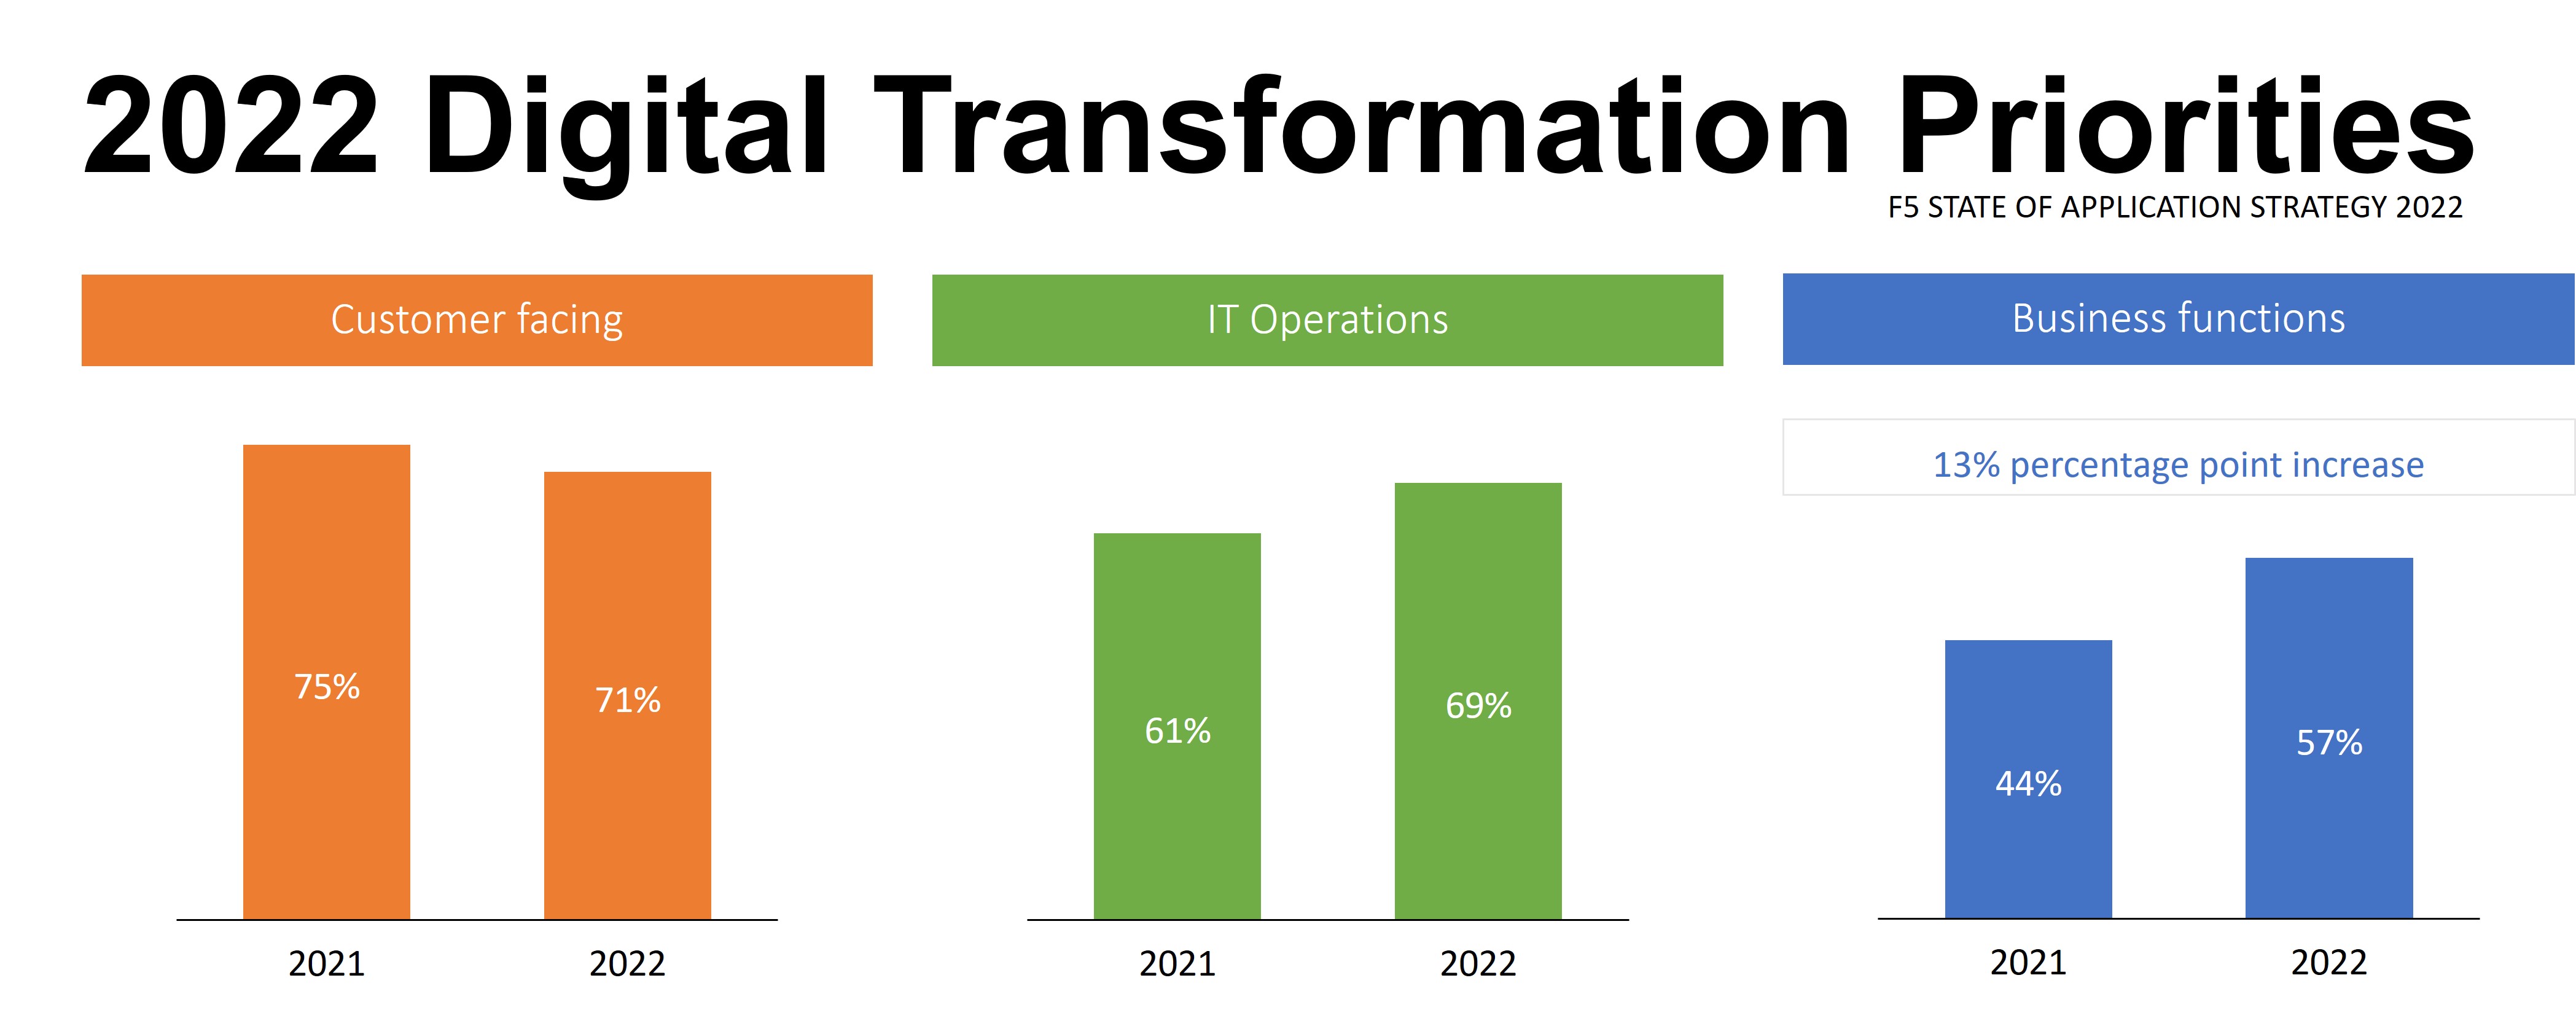 2022 Digital Transformation Priorities
F5 STATE OF APPLICATION STRATEGY 2022
Customer facing
75%
71%
2021
2022
IT Operations
61%
69%
2021
2022
Business functions
13% percentage point increase
44%
57%
2021
2022